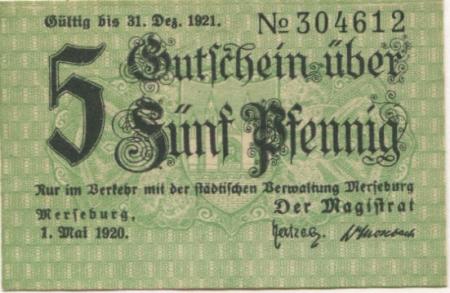 Gültig bis 31. Dez. 1921. No 304612
5 Gutschein über
Fünf Pfennig
Nur im Verkehr mit der städtischen Verwaltung Merseburg
Merseburg, Der Magistrat
1. Mai 1920.